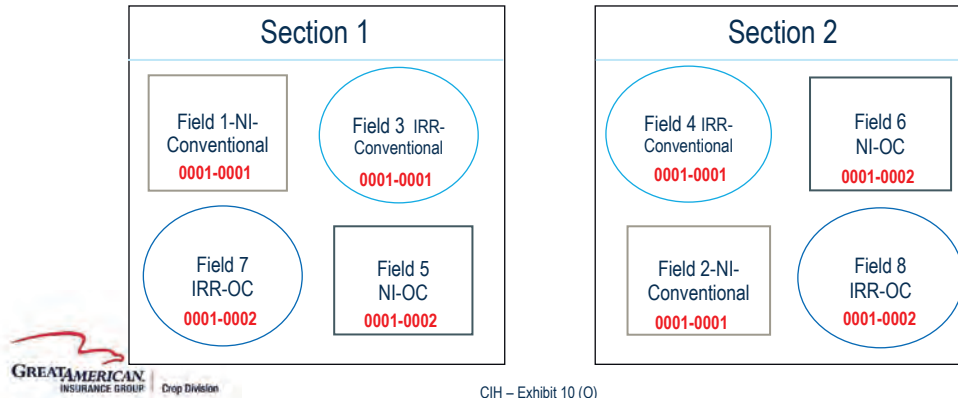 Section 1
Field 1-NI-
Conventional
0001-0001
Field 3 IRR-
Conventional
0001-0001
Field 7
IRR-OC
0001-0002
Field 5
NI-OC
0001-0002
Section 2
Field 4 IRR-
Conventional
0001-0001
Field 6
NI-OC
0001-0002
Field 2-NI-
Conventional
0001-0001
Field 8
IRR-OC
0001-0002
GREATAMERICAN.
INSURANCE GROUP
Crop Division
CIH – Exhibit 10 (O)